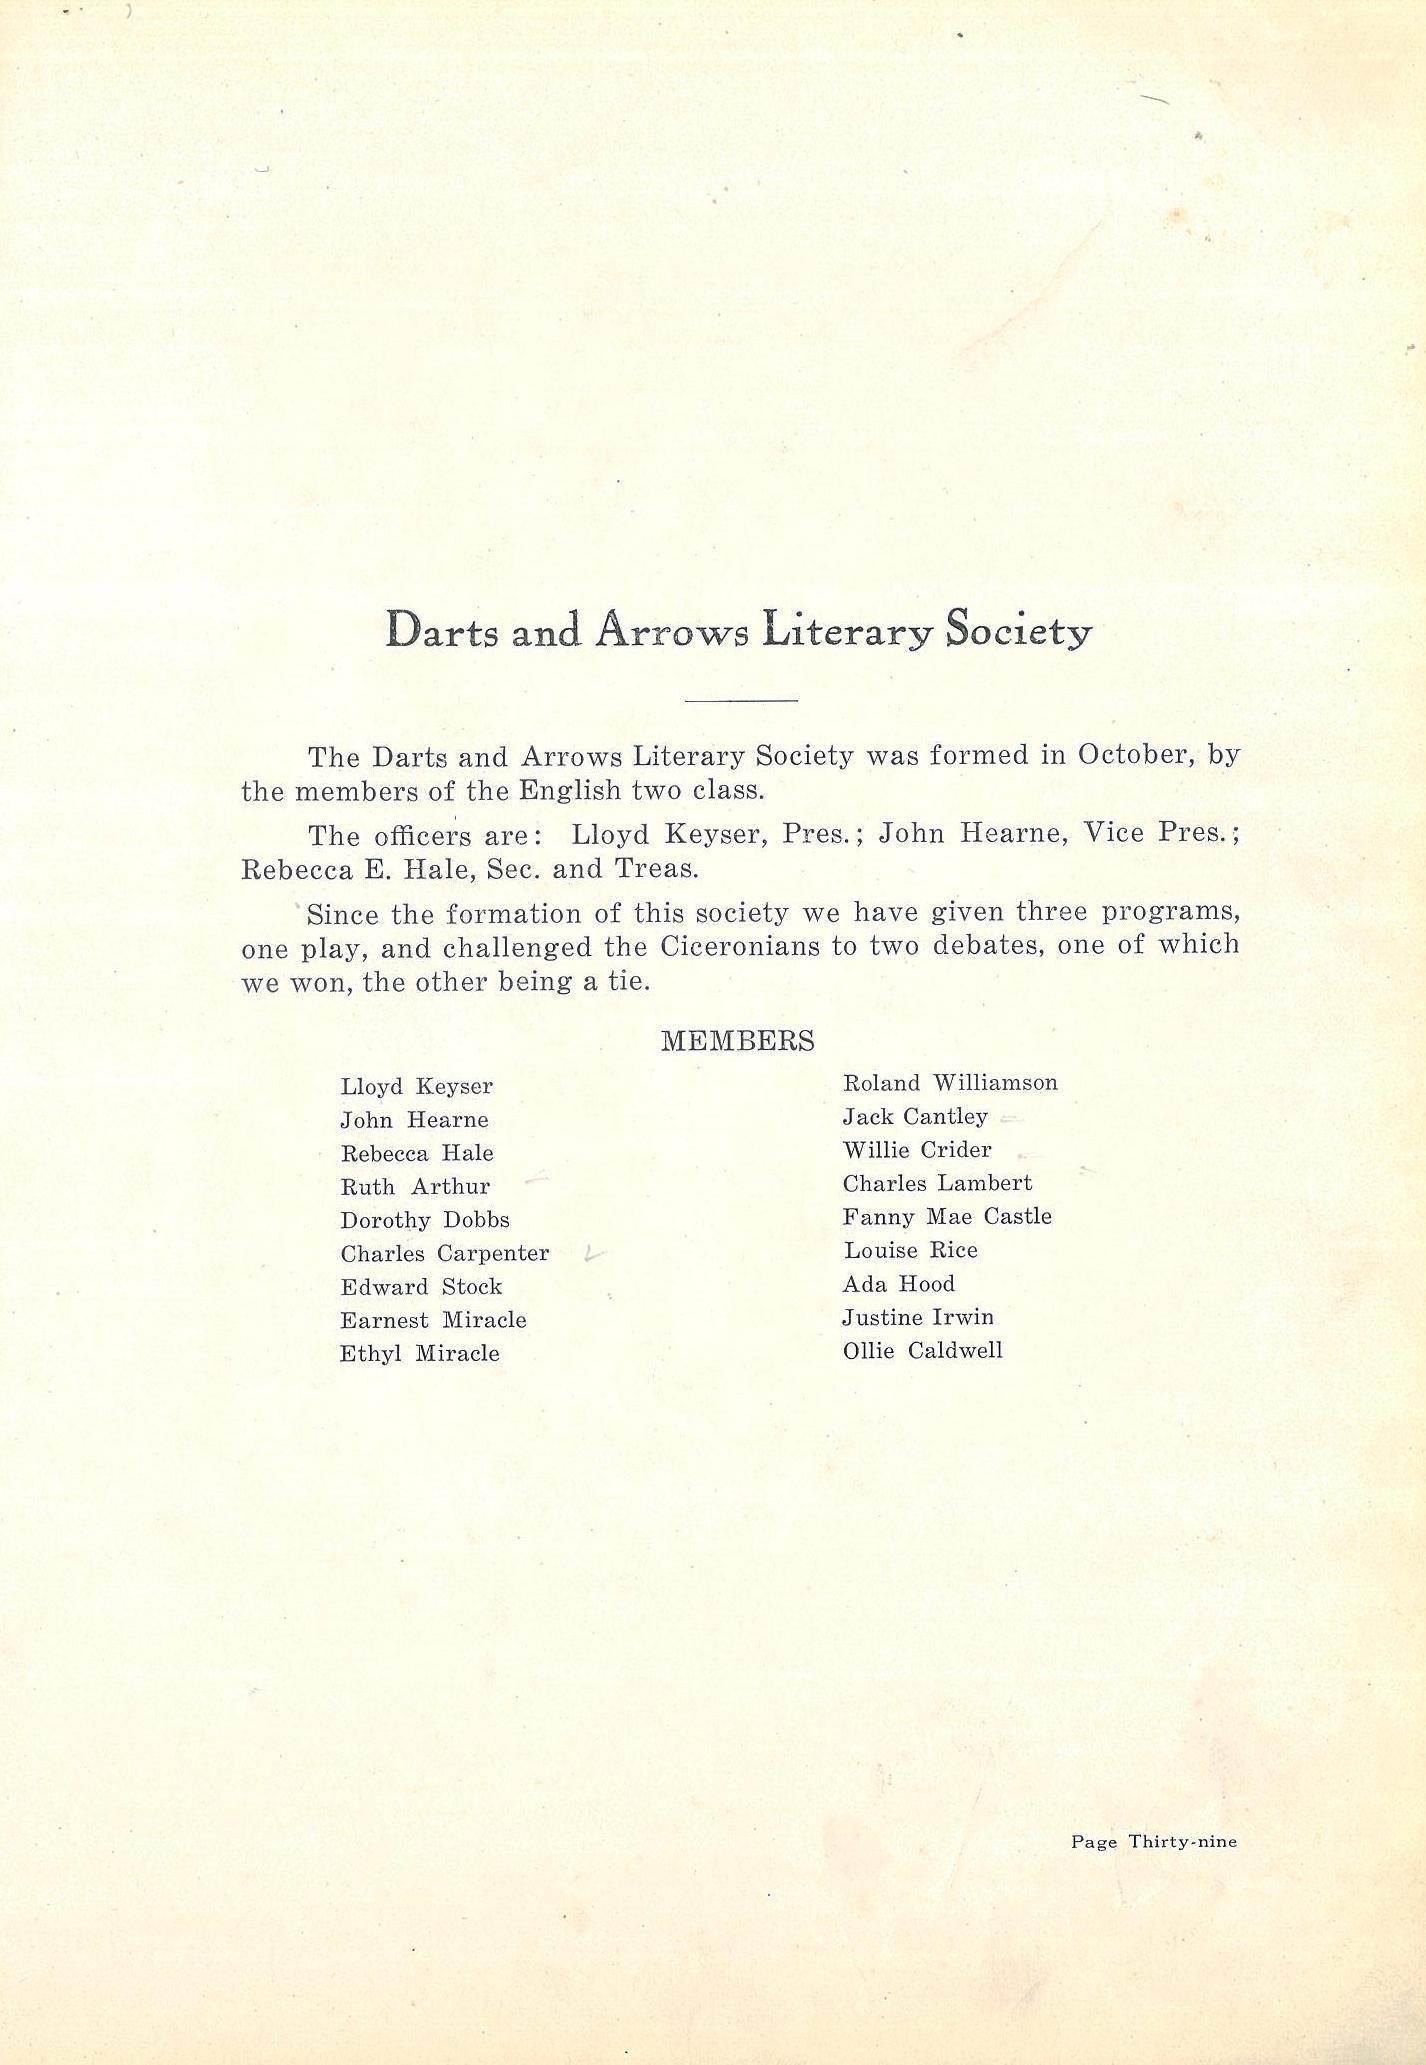 Darts and Arrows Literary Society
The Darts and Arrows Literary Society was formed in October, by
the members of the English two class.
The officers are: Lloyd Keyser, Pres.; John Hearne, Vice Pres.;
Rebecca E. Hale, Sec. and Treas.
Since the formation of this society we have given three programs,
one play, and challenged the Ciceronians to two debates, one of which
we won, the other being a tie.
MEMBERS
Lloyd Keyser
John Hearne
Rebecca Hale
Ruth Arthur
Dorothy Dobbs
Charles Carpenter
Edward Stock
Earnest Miracle
Ethyl Miracle
Roland Williamson
Jack Cantley
Willie Crider
Charles Lambert
Fanny Mae Castle
Louise Rice
Ada Hood
Justine Irwin
Ollie Caldwell
Page Thirty-nine